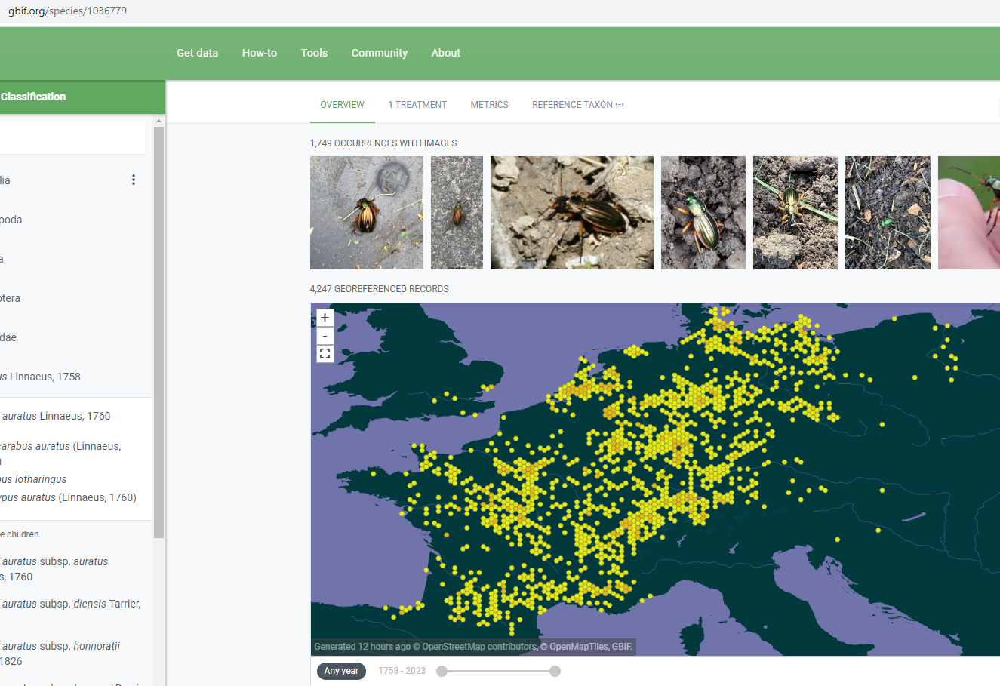 gbif.org/species/1036779
Get data How-to Tools Community About
Classification
OVERVIEW 1 TREATMENT METRICS REFERENCE TAXON
1,749 OCCURRENCES WITH IMAGES
lia
poda
a
ptera
dae
us Linnaeus, 1758
auratus Linnaeus, 1760
carabus auratus (Linnaeus,
)
bus lotharingus
ypus auratus (Linnaeus, 1760)
e children
auratus subsp. auratus
s, 1760
auratus subsp. diensis Tarrier,
auratus subsp. honnoratii
1826
4,247 GEOREFERENCED RECORDS
+
-
Generated 12 hours ago © OpenStreetMap contributors, © OpenMapTiles, GBIF.
Any year 1758 - 2023